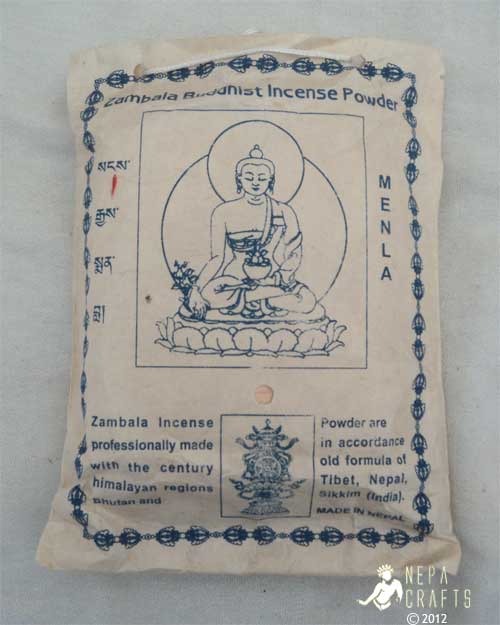 Zambala Buddhist Incense Powder
སངས་
རྒྱས་
སྨན་
བླ།
M
E
N
L
A
Zambala Incense Powder are
professionally made in accordance
with the century old formula of
himalayan regions Tibet, Nepal,
Bhutan and Sikkim (India).
MADE IN NEPAL
NEPA
CRAFTS
© 2012